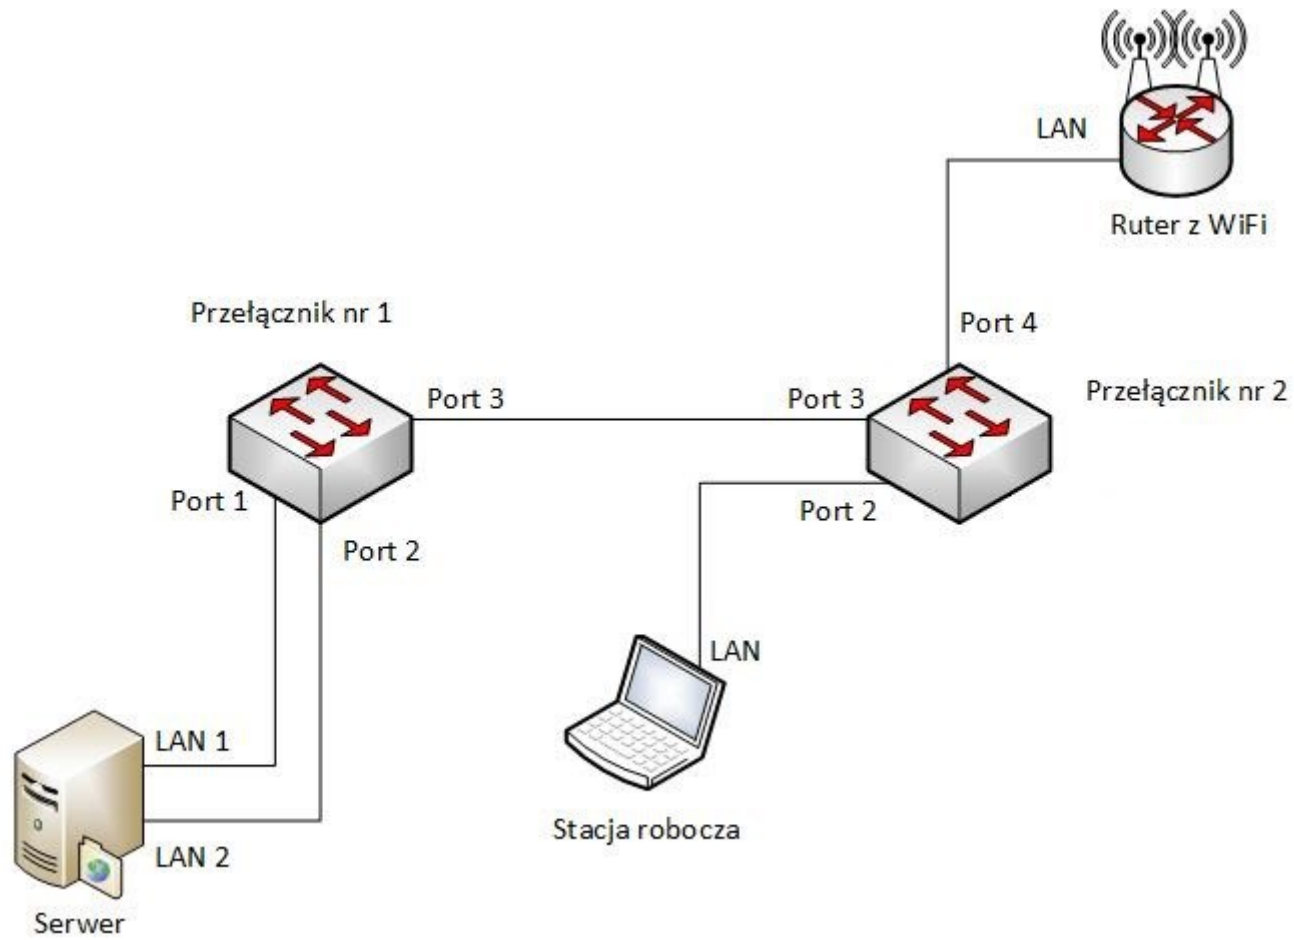 LAN
Ruter z WiFi
Przełącznik nr 1
Port 4
Port 3
Port 3
Przełącznik nr 2
Port 1
Port 2
Port 2
LAN
LAN 1
Stacja robocza
LAN 2
Serwer